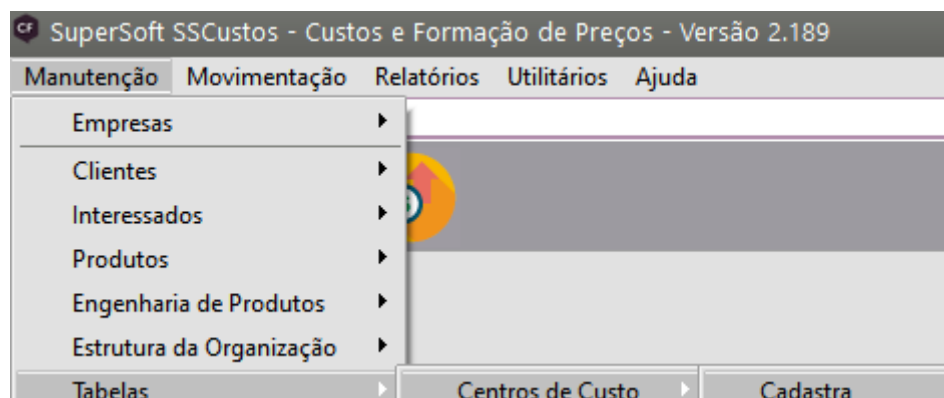 SuperSoft SSCustos - Custos e Formação de Preços - Versão 2.189
Manutenção Movimentação Relatórios Utilitários Ajuda
Empresas
Clientes
Interessados
Produtos
Engenharia de Produtos
Estrutura da Organização
Tabelas Centros de Custo Cadastra